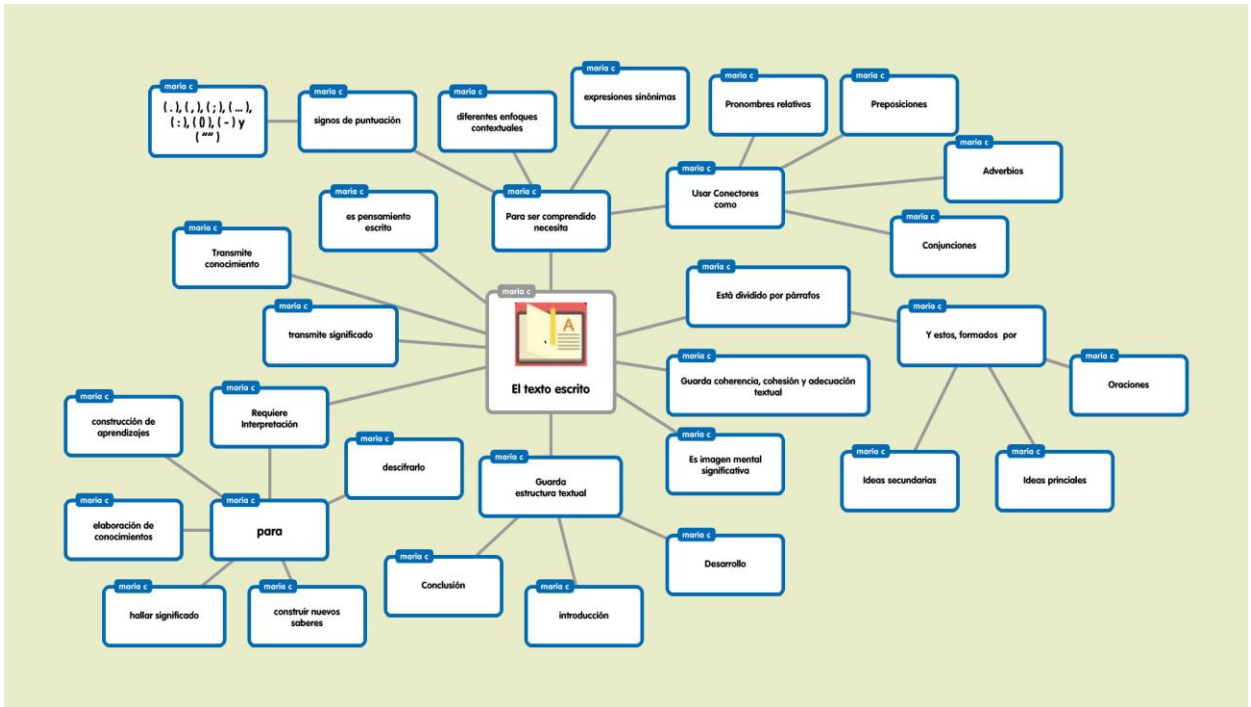 maria c
expresiones sinónimas
maria c
Pronombres relativos
maria c
Preposiciones
maria c
( . ), ( , ), ( ; ), ( ... ),
( : ), ( () ), ( - ) y
( “” )
maria c
signos de puntuación
maria c
diferentes enfoques
contextuales
maria c
Adverbios
maria c
es pensamiento
escrito
maria c
Para ser comprendido
necesita
maria c
Usar Conectores
como
maria c
Conjunciones
maria c
Transmite
conocimiento
maria c
transmite significado
maria c
A
El texto escrito
maria c
Está dividido por párrafos
maria c
Y estos, formados por
maria c
Guarda coherencia, cohesión y adecuación
textual
maria c
Oraciones
maria c
construcción de
aprendizajes
maria c
Requiere
Interpretación
maria c
descifrarlo
maria c
Guarda
estructura textual
maria c
Es imagen mental
significativa
maria c
Ideas secundarias
maria c
Ideas princiales
maria c
elaboración de
conocimientos
maria c
para
maria c
Conclusión
maria c
Desarrollo
maria c
hallar significado
maria c
construir nuevos
saberes
maria c
introducción